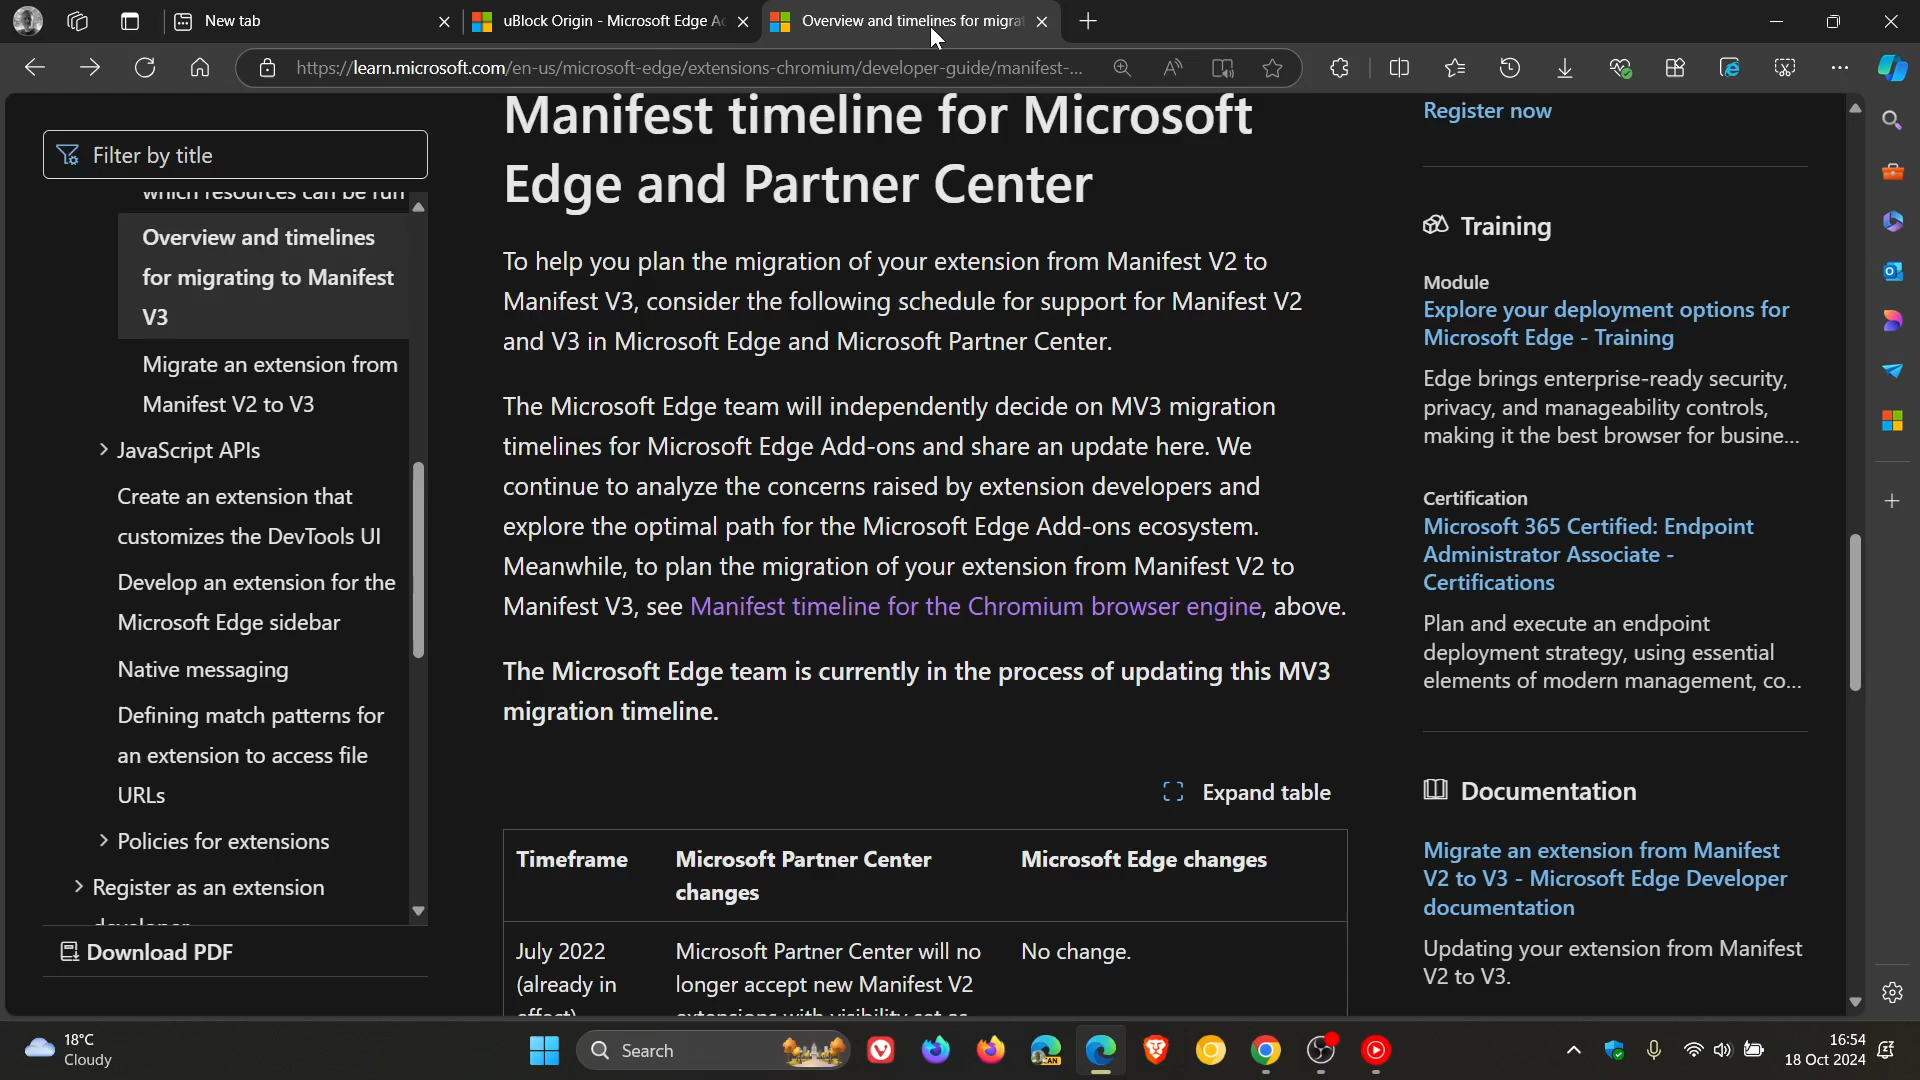 New tab
uBlock Origin - Microsoft Edge Ad
Overview and timelines for migrat
https://learn.microsoft.com/en-us/microsoft-edge/extensions-chromium/developer-guide/manifest-...
Filter by title
which resources can be run
Overview and timelines
for migrating to Manifest
V3
Migrate an extension from
Manifest V2 to V3
JavaScript APIs
Create an extension that
customizes the DevTools UI
Develop an extension for the
Microsoft Edge sidebar
Native messaging
Defining match patterns for
an extension to access file
URLs
Policies for extensions
Register as an extension
developer
Download PDF
Manifest timeline for Microsoft
Edge and Partner Center
To help you plan the migration of your extension from Manifest V2 to
Manifest V3, consider the following schedule for support for Manifest V2
and V3 in Microsoft Edge and Microsoft Partner Center.
The Microsoft Edge team will independently decide on MV3 migration
timelines for Microsoft Edge Add-ons and share an update here. We
continue to analyze the concerns raised by extension developers and
explore the optimal path for the Microsoft Edge Add-ons ecosystem.
Meanwhile, to plan the migration of your extension from Manifest V2 to
Manifest V3, see Manifest timeline for the Chromium browser engine, above.
The Microsoft Edge team is currently in the process of updating this MV3
migration timeline.
Expand table
Timeframe
Microsoft Partner Center
changes
Microsoft Edge changes
July 2022
(already in
effect)
Microsoft Partner Center will no
longer accept new Manifest V2
extensions with visibility set as
No change.
Register now
Training
Module
Explore your deployment options for
Microsoft Edge - Training
Edge brings enterprise-ready security,
privacy, and manageability controls,
making it the best browser for busine...
Certification
Microsoft 365 Certified: Endpoint
Administrator Associate -
Certifications
Plan and execute an endpoint
deployment strategy, using essential
elements of modern management, co...
Documentation
Migrate an extension from Manifest
V2 to V3 - Microsoft Edge Developer
documentation
Updating your extension from Manifest
V2 to V3.
18°C
Cloudy
Search
CAN
16:54
18 Oct 2024